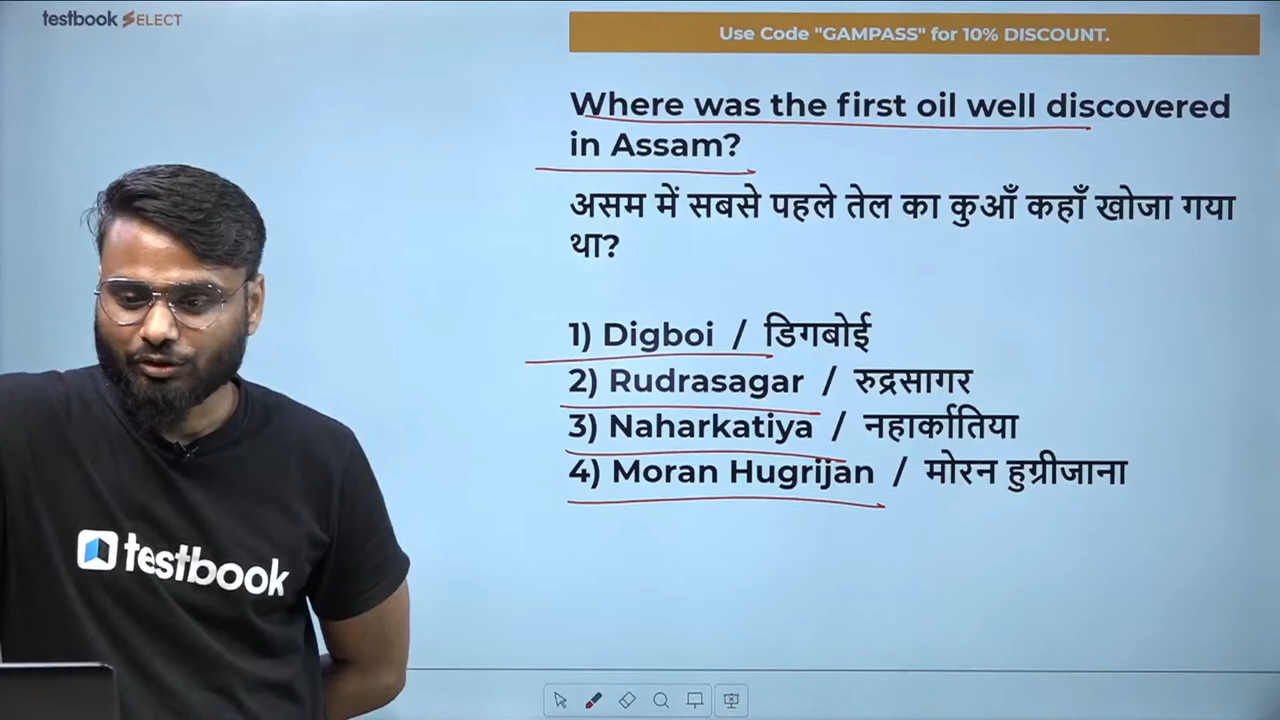 testbook SELECT
Use Code "GAMPASS" for 10% DISCOUNT.
Where was the first oil well discovered
in Assam?
असम में सबसे पहले तेल का कुआँ कहाँ खोजा गया
था?
1) Digboi / डिगबोई
2) Rudrasagar / रुद्रसागर
3) Naharkatiya / नहार्कातिया
4) Moran Hugrijan / मोरन हुग्रीजाना
testbook